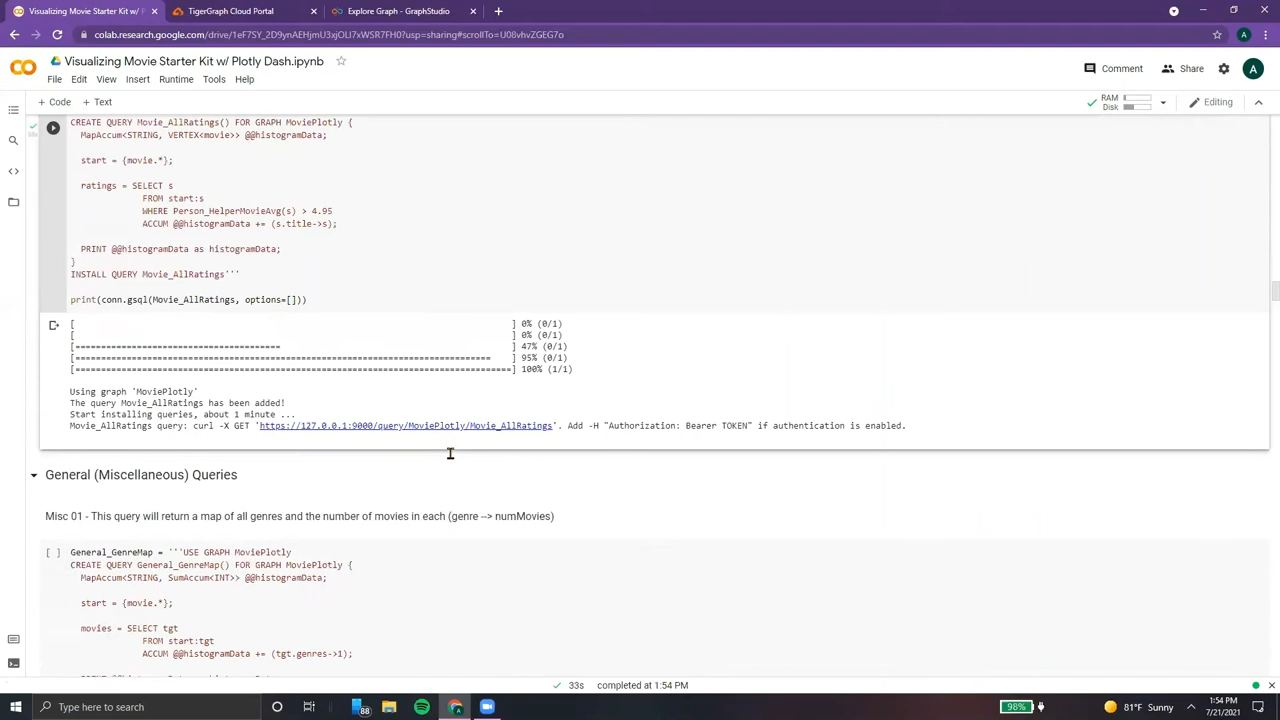 Visualizing Movie Starter Kit w/ P
TigerGraph Cloud Portal
Explore Graph - GraphStudio
colab.research.google.com/drive/1eF7SY_2D9ynAEHjmU3xjOLI7xWSR7FH0?usp=sharing#scrollTo=U08vhvZGEG7o
Visualizing Movie Starter Kit w/ Plotly Dash.ipynb
File Edit View Insert Runtime Tools Help
Comment Share A
+ Code + Text
RAM
Disk
Editing
CREATE QUERY Movie_AllRatings() FOR GRAPH MoviePlotly {
MapAccum<STRING, VERTEX<movie>> @@histogramData;
start = {movie.*};
ratings = SELECT s
FROM start:s
WHERE Person_HelperMovieAvg(s) > 4.95
ACCUM @@histogramData += (s.title->s);
PRINT @@histogramData as histogramData;
}
INSTALL QUERY Movie_AllRatings'''
print(conn.gsql(Movie_AllRatings, options=[]))
[ ] 0% (0/1)
[ ] 0% (0/1)
[======================================== ] 47% (0/1)
[================================================================================= ] 95% (0/1)
[=====================================================================================] 100% (1/1)
Using graph 'MoviePlotly'
The query Movie_AllRatings has been added!
Start installing queries, about 1 minute ...
Movie_AllRatings query: curl -X GET 'https://127.0.0.1:9000/query/MoviePlotly/Movie_AllRatings'. Add -H "Authorization: Bearer TOKEN" if authentication is enabled.
General (Miscellaneous) Queries
Misc 01 - This query will return a map of all genres and the number of movies in each (genre --> numMovies)
[ ] General_GenreMap = '''USE GRAPH MoviePlotly
CREATE QUERY General_GenreMap() FOR GRAPH MoviePlotly {
MapAccum<STRING, SumAccum<INT>> @@histogramData;
start = {movie.*};
movies = SELECT tgt
FROM start:tgt
ACCUM @@histogramData += (tgt.genres->1);
33s completed at 1:54 PM
Type here to search
88
98%
81°F Sunny
1:54 PM
7/21/2021